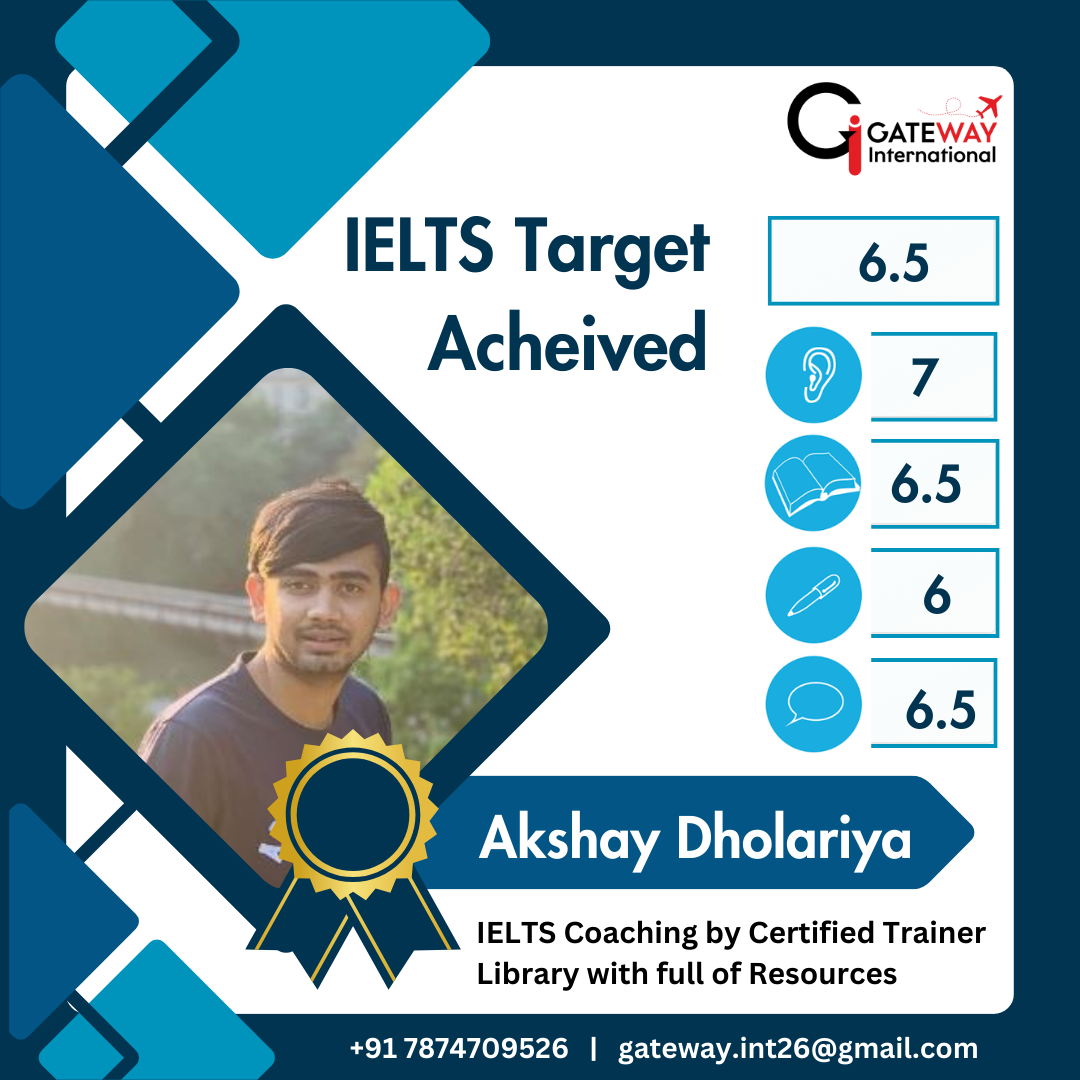 Gi GATEWAY
International
IELTS Target
Acheived
6.5
7
6.5
6
6.5
Akshay Dholariya
IELTS Coaching by Certified Trainer
Library with full of Resources
+91 7874709526 | gateway.int26@gmail.com